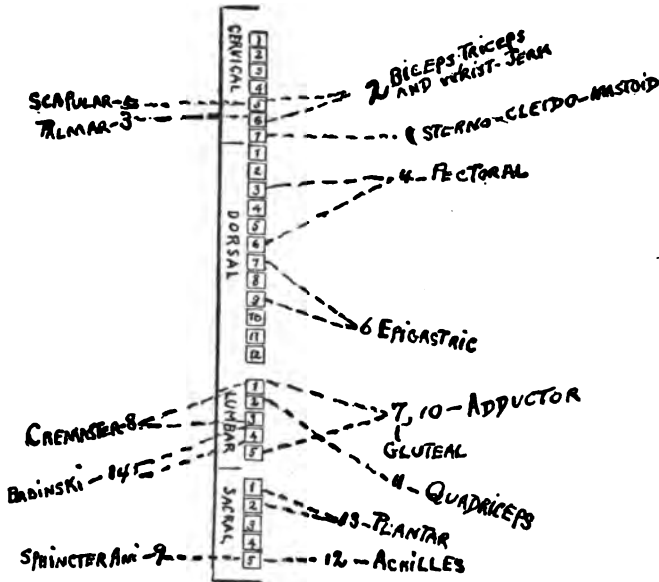 CERVICAL
1
2
3
4
5
6
7
BICEPS-TRICEPS
2 AND WRIST-JERK
SCAPULAR-5
PALMAR-3
1 STERNO-CLEIDO-MASTOID
DORSAL
1
2
3
4
5
6
7
8
9
10
11
12
4-PECTORAL
6 EPIGASTRIC
LUMBAR
1
2
3
4
5
CREMASTER-8
BABINSKI-14
7, 10-ADDUCTOR
GLUTEAL
11-QUADRICEPS
SACRAL
1
2
3
4
5
13-PLANTAR
SPHINCTER ANI-9
12-ACHILLES